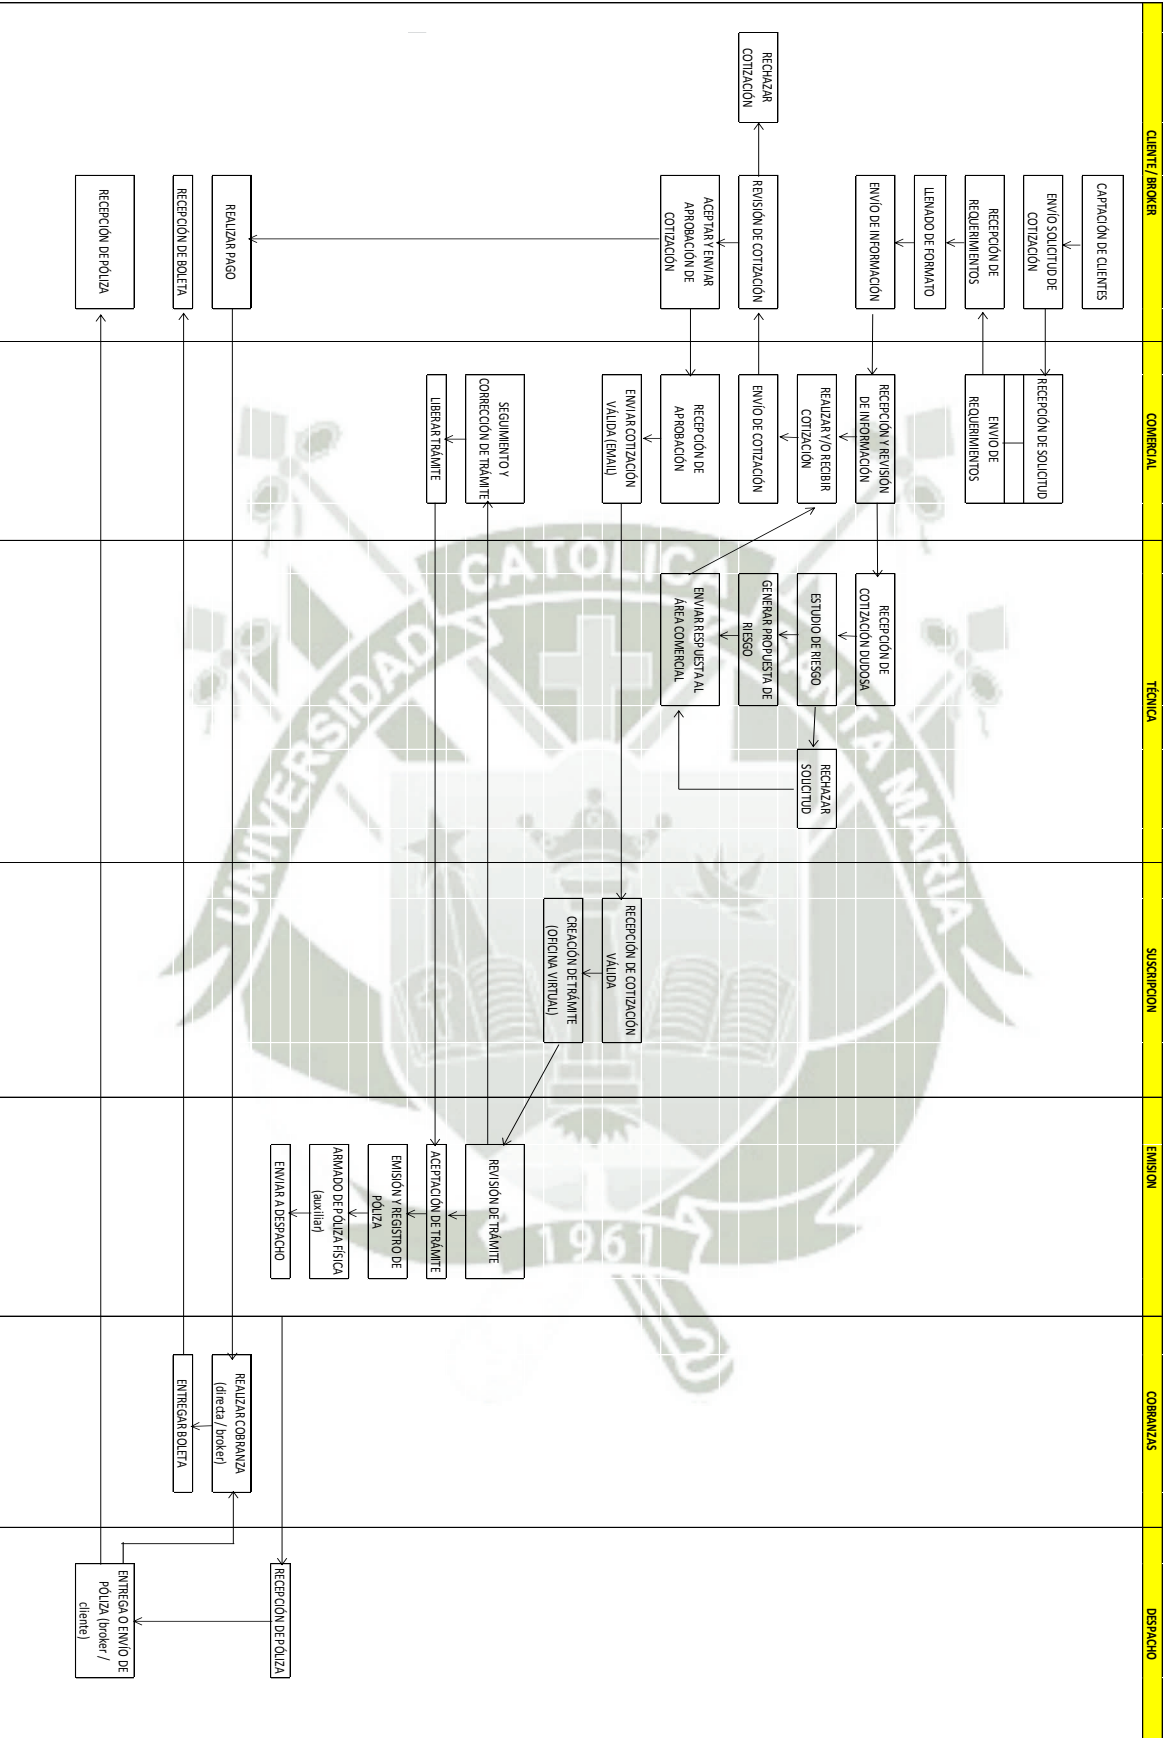 CLIENTE / BROKER
COMERCIAL
TÉCNICA
SUSCRIPCION
EMISION
COBRANZAS
DESPACHO
CAPTACIÓN DE CLIENTES
ENVÍO SOLICITUD DE
COTIZACIÓN
RECEPCIÓN DE SOLICITUD
ENVIO DE
REQUERIMIENTOS
RECEPCIÓN DE
REQUERIMIENTOS
LLENADO DE FORMATO
ENVÍO DE INFORMACIÓN
RECEPCIÓN Y REVISIÓN
DE INFORMACIÓN
RECEPCIÓN DE
COTIZACIÓN DUDOSA
REALIZAR Y/O RECIBIR
COTIZACIÓN
ESTUDIO DE RIESGO
RECHAZAR
SOLICITUD
RECHAZAR
COTIZACIÓN
REVISIÓN DE COTIZACIÓN
ENVÍO DE COTIZACIÓN
GENERAR PROPUESTA DE
RIESGO
ACEPTAR Y ENVIAR
APROBACIÓN DE
COTIZACIÓN
RECEPCIÓN DE
APROBACIÓN
ENVIAR RESPUESTA AL
ÁREA COMERCIAL
ENVIAR COTIZACIÓN
VÁLIDA (EMAIL)
RECEPCIÓN DE COTIZACIÓN
VÁLIDA
CREACIÓN DE TRÁMITE
(OFICINA VIRTUAL)
SEGUIMIENTO Y
CORRECCIÓN DE TRÁMITE
REVISIÓN DE TRÁMITE
LIBERAR TRÁMITE
ACEPTACIÓN DE TRÁMITE
EMISIÓN Y REGISTRO DE
PÓLIZA
ARMADO DE PÓLIZA FÍSICA
(auxiliar)
ENVIAR A DESPACHO
RECEPCIÓN DE PÓLIZA
REALIZAR PAGO
REALIZAR COBRANZA
(directa / broker)
RECEPCIÓN DE BOLETA
ENTREGAR BOLETA
RECEPCIÓN DE PÓLIZA
ENTREGA O ENVÍO DE
PÓLIZA (broker /
cliente)
UNIVERSIDAD CATOLICA SANTA MARIA
1961